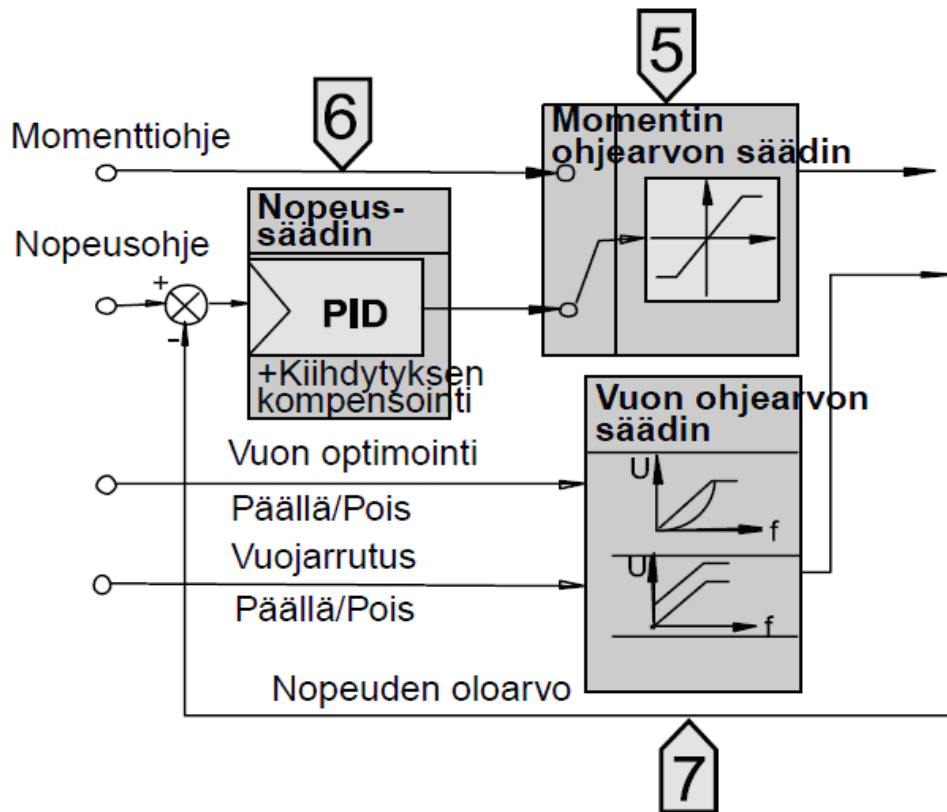 5
6
Momenttiohje
Momentin
ohjearvon säädin
Nopeus-
säädin
Nopeusohje
+
-
PID
+Kiihdytyksen
kompensointi
Vuon ohjearvon
säädin
Vuon optimointi
U
f
Päällä/Pois
Vuojarrutus
U
f
Päällä/Pois
Nopeuden oloarvo
7